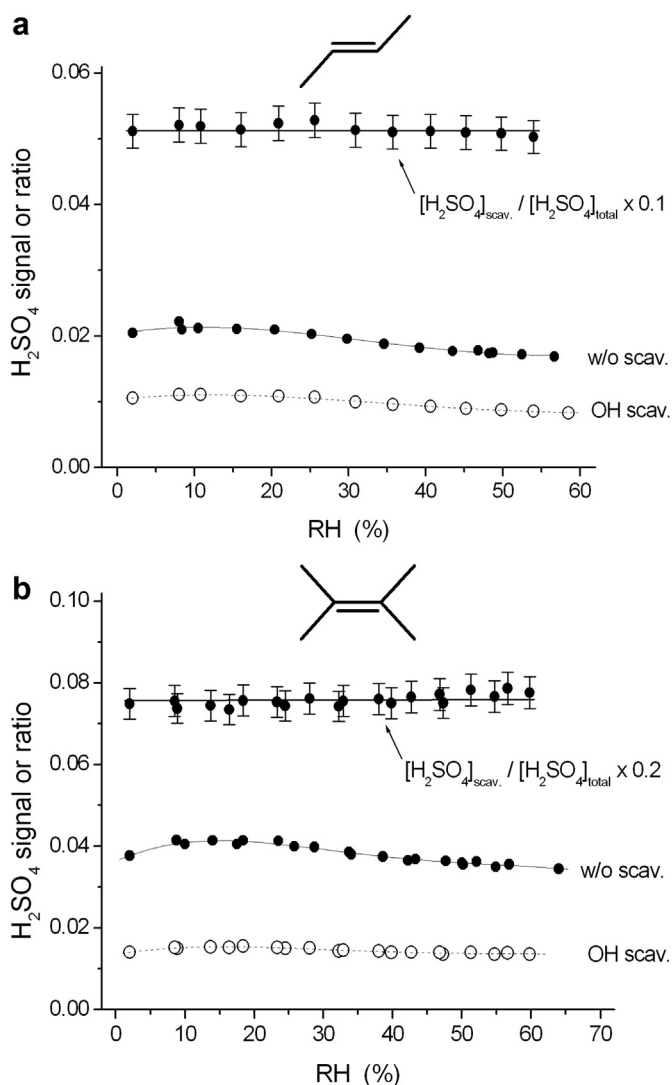 a
0.06
0.04
0.02
0.00
H₂SO₄ signal or ratio
[H₂SO₄]scav. / [H₂SO₄]total x 0.1
w/o scav.
OH scav.
0 10 20 30 40 50 60
RH (%)
b
0.10
0.08
0.06
0.04
0.02
0.00
H₂SO₄ signal or ratio
[H₂SO₄]scav. / [H₂SO₄]total x 0.2
w/o scav.
OH scav.
0 10 20 30 40 50 60 70
RH (%)